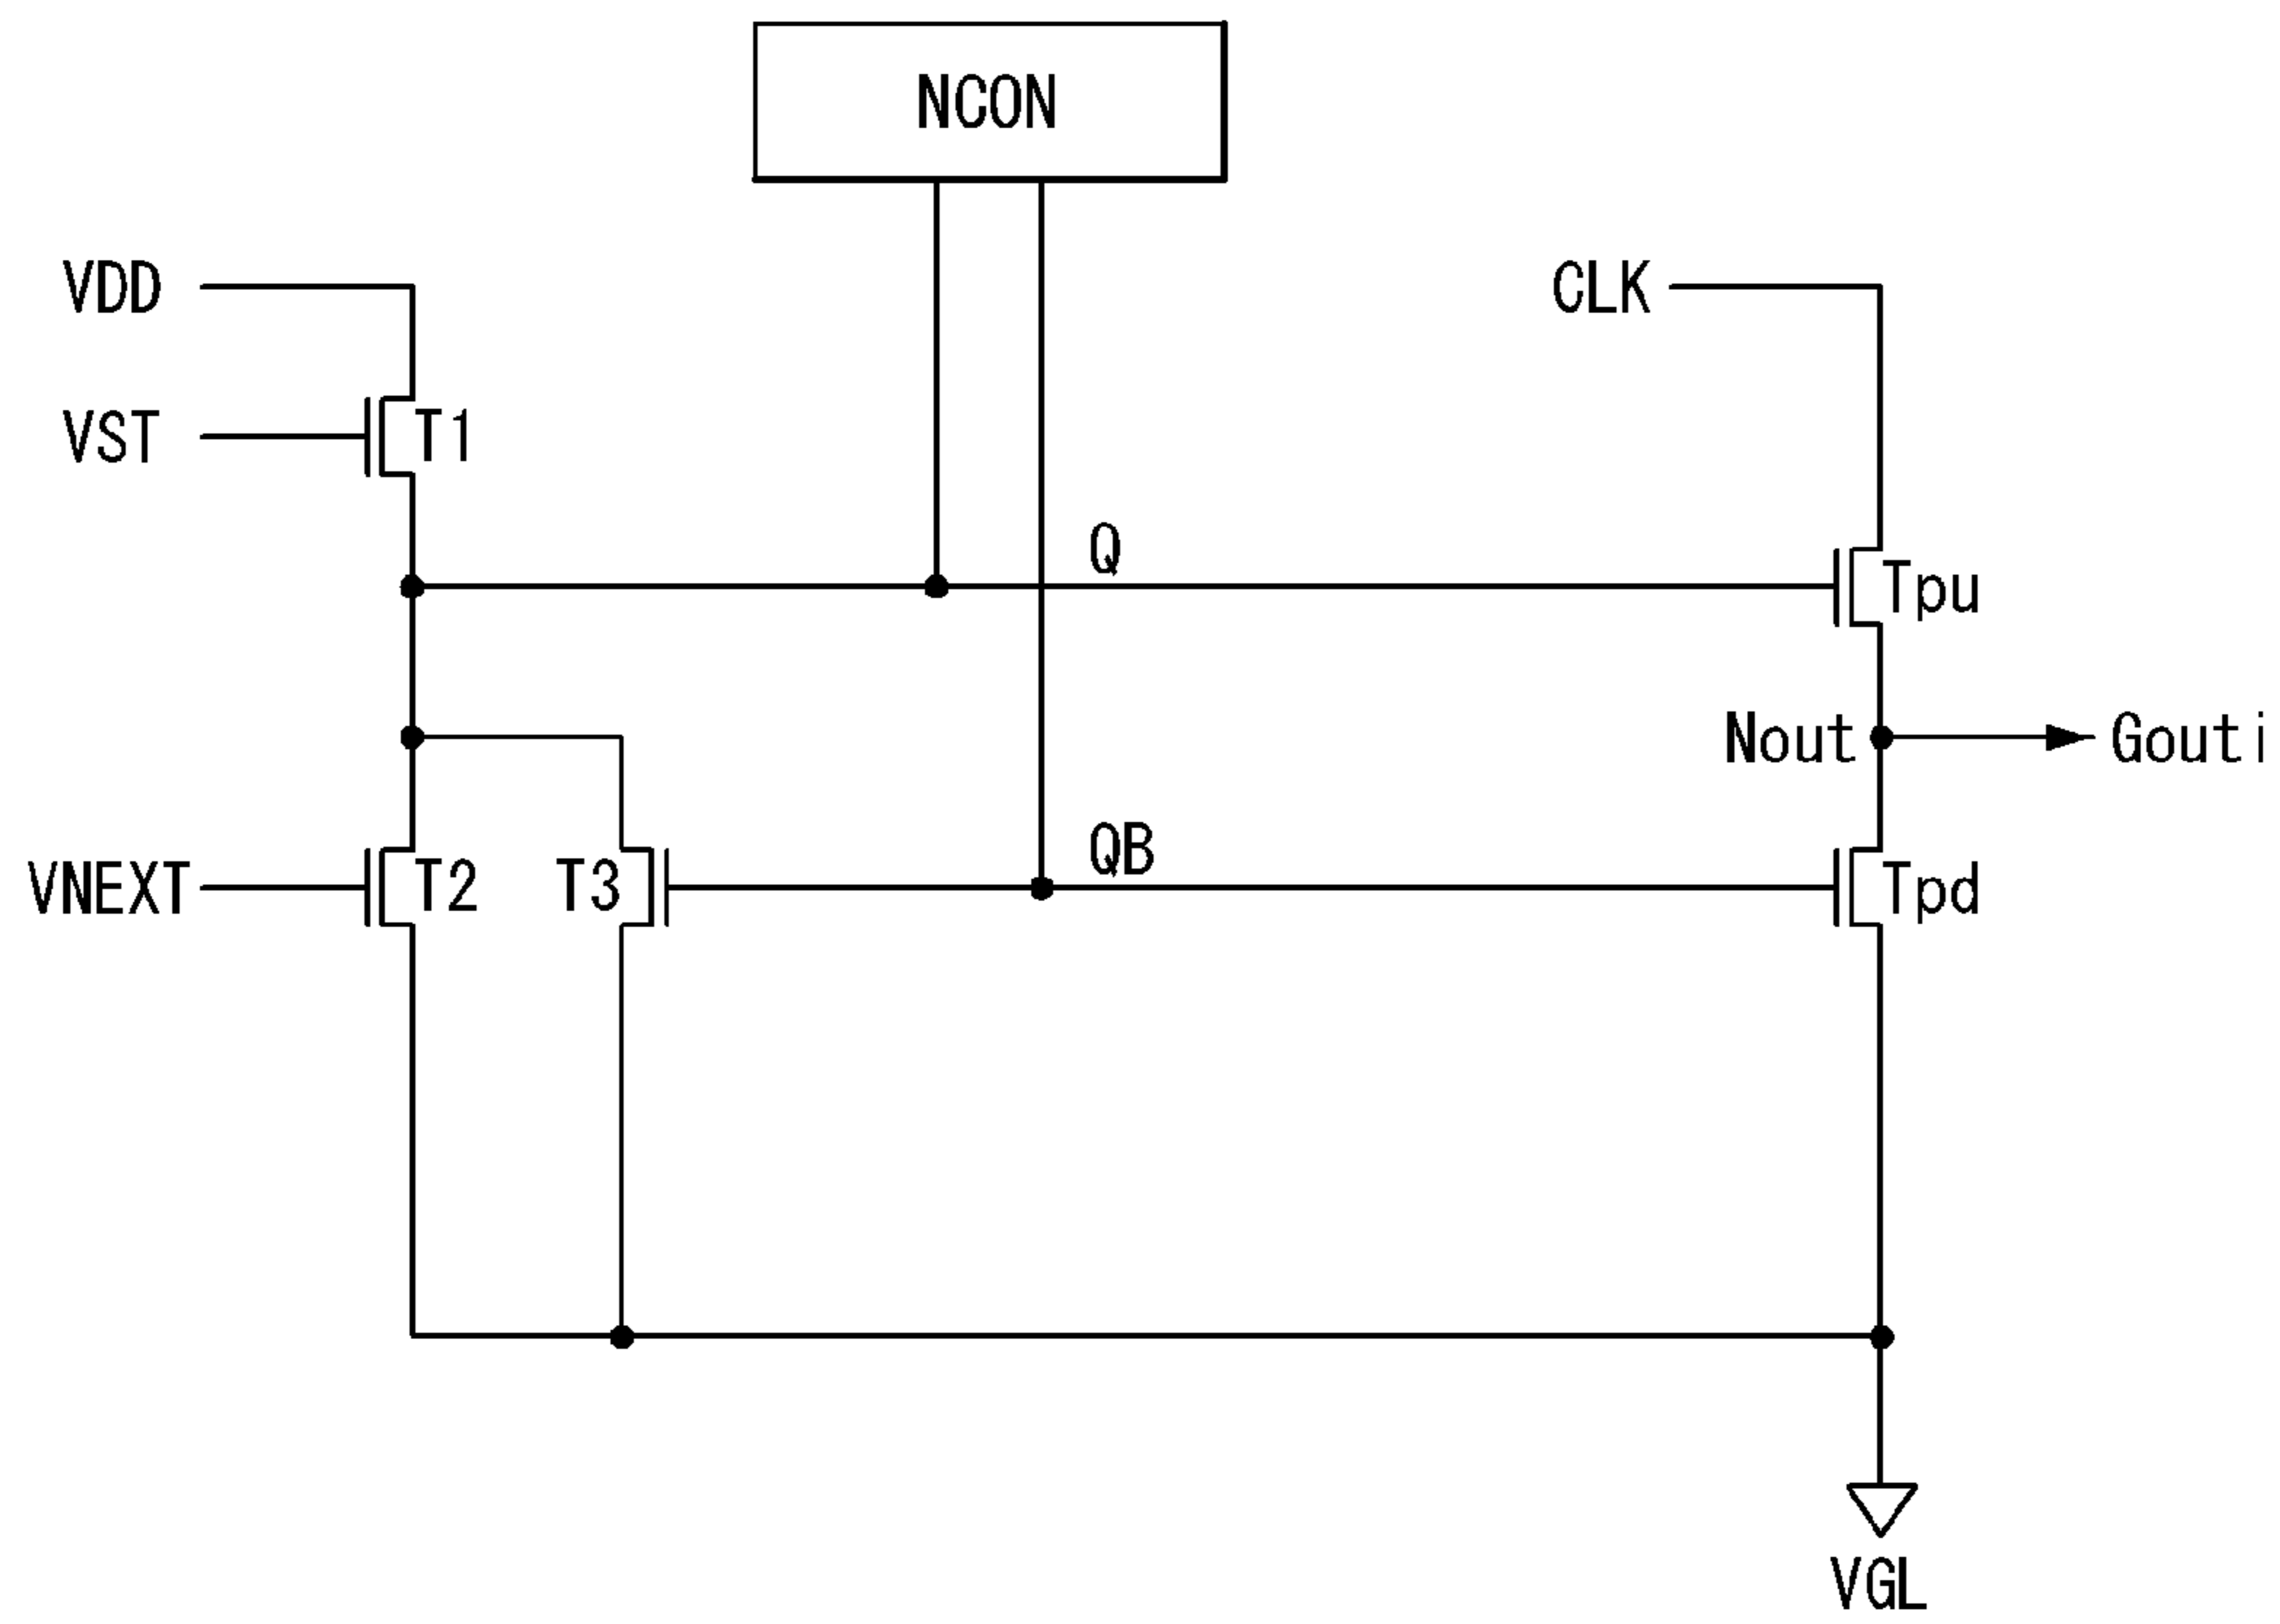 NCON
VDD
CLK
VST
T1
Q
Tpu
Nout
Gouti
VNEXT
T2
T3
QB
Tpd
VGL